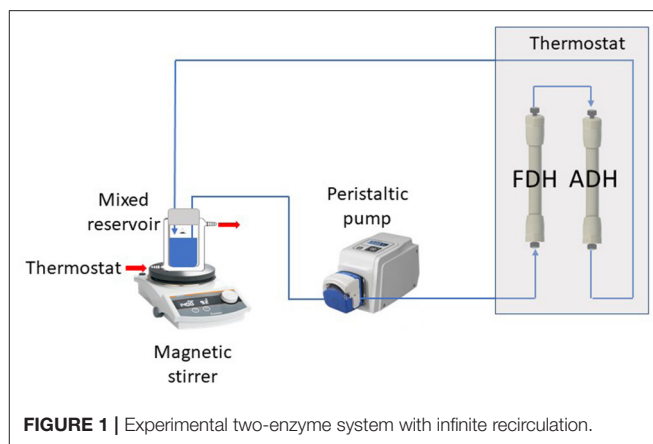 Thermostat
FDH ADH
Mixed
reservoir
Peristaltic
pump
Thermostat
Magnetic
stirrer
FIGURE 1 | Experimental two-enzyme system with infinite recirculation.